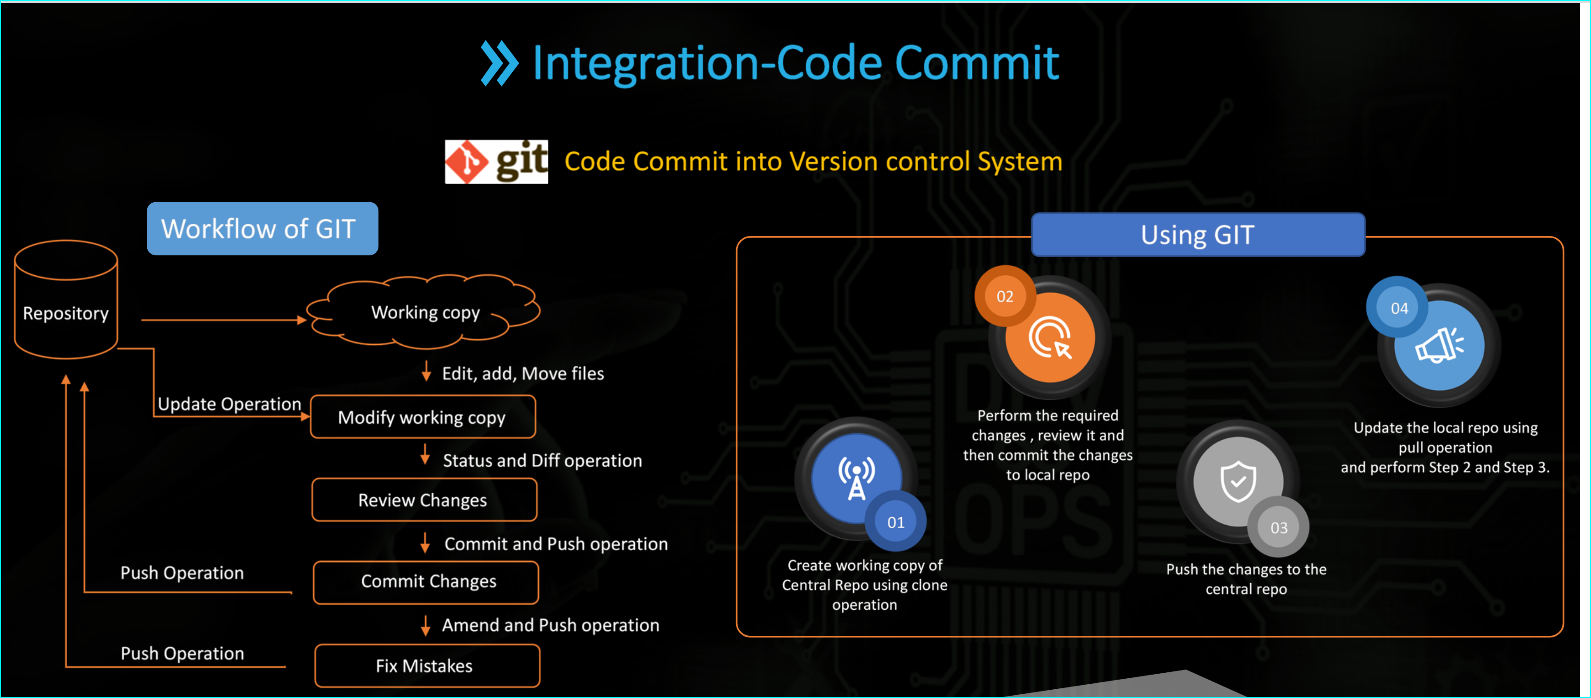 Integration-Code Commit
git
Code Commit into Version control System
Workflow of GIT
Repository
Working copy
Edit, add, Move files
Update Operation
Modify working copy
Status and Diff operation
Review Changes
Commit and Push operation
Push Operation
Commit Changes
Amend and Push operation
Push Operation
Fix Mistakes
Using GIT
01
Create working copy of
Central Repo using clone
operation
02
Perform the required
changes , review it and
then commit the changes
to local repo
03
Push the changes to the
central repo
04
Update the local repo using
pull operation
and perform Step 2 and Step 3.
DEV
OPS